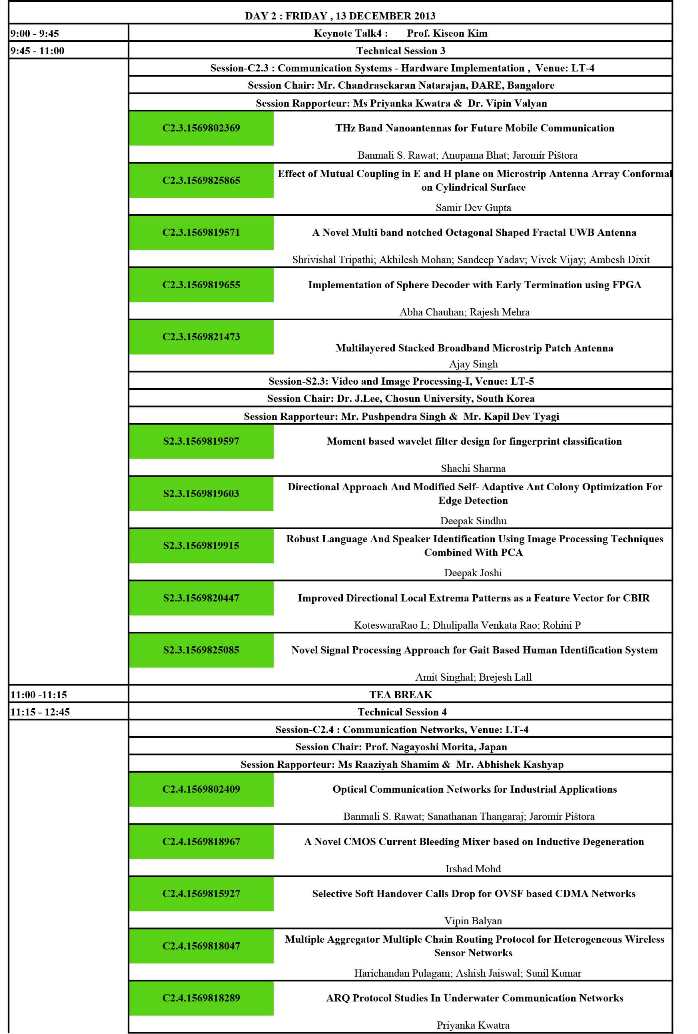 DAY 2 : FRIDAY , 13 DECEMBER 2013
9:00 - 9:45 Keynote Talk4 : Prof. Kiseon Kim
9:45 - 11:00 Technical Session 3
Session-C2.3 : Communication Systems - Hardware Implementation , Venue: LT-4
Session Chair: Mr. Chandrasekaran Natarajan, DARE, Bangalore
Session Rapporteur: Ms Priyanka Kwatra & Dr. Vipin Valyan
C2.3.1569802369 THz Band Nanoantennas for Future Mobile Communication
Banmali S. Rawat; Anupama Bhat; Jaromír Pištora
C2.3.1569825865 Effect of Mutual Coupling in E and H plane on Microstrip Antenna Array Conformal
on Cylindrical Surface
Samir Dev Gupta
C2.3.1569819571 A Novel Multi band notched Octagonal Shaped Fractal UWB Antenna
Shrivishal Tripathi; Akhilesh Mohan; Sandeep Yadav; Vivek Vijay; Ambesh Dixit
C2.3.1569819655 Implementation of Sphere Decoder with Early Termination using FPGA
Abha Chauhan; Rajesh Mehra
C2.3.1569821473
Multilayered Stacked Broadband Microstrip Patch Antenna
Ajay Singh
Session-S2.3: Video and Image Processing-I, Venue: LT-5
Session Chair: Dr. J.Lee, Chosun University, South Korea
Session Rapporteur: Mr. Pushpendra Singh & Mr. Kapil Dev Tyagi
S2.3.1569819597 Moment based wavelet filter design for fingerprint classification
Shachi Sharma
S2.3.1569819603 Directional Approach And Modified Self- Adaptive Ant Colony Optimization For
Edge Detection
Deepak Sindhu
S2.3.1569819915 Robust Language And Speaker Identification Using Image Processing Techniques
Combined With PCA
Deepak Joshi
S2.3.1569820447 Improved Directional Local Extrema Patterns as a Feature Vector for CBIR
KoteswaraRao L; Dhulipalla Venkata Rao; Rohini P
S2.3.1569825085 Novel Signal Processing Approach for Gait Based Human Identification System
Amit Singhal; Brejesh Lall
11:00 -11:15 TEA BREAK
11:15 - 12:45 Technical Session 4
Session-C2.4 : Communication Networks, Venue: LT-4
Session Chair: Prof. Nagayoshi Morita, Japan
Session Rapporteur: Ms Raaziyah Shamim & Mr. Abhishek Kashyap
C2.4.1569802409 Optical Communication Networks for Industrial Applications
Banmali S. Rawat; Sanathanan Thangaraj; Jaromír Pištora
C2.4.1569818967 A Novel CMOS Current Bleeding Mixer based on Inductive Degeneration
Irshad Mohd
C2.4.1569815927 Selective Soft Handover Calls Drop for OVSF based CDMA Networks
Vipin Balyan
C2.4.1569818047 Multiple Aggregator Multiple Chain Routing Protocol for Heterogeneous Wireless
Sensor Networks
Harichandan Pulagam; Ashish Jaiswal; Sunil Kumar
C2.4.1569818289 ARQ Protocol Studies In Underwater Communication Networks
Priyanka Kwatra